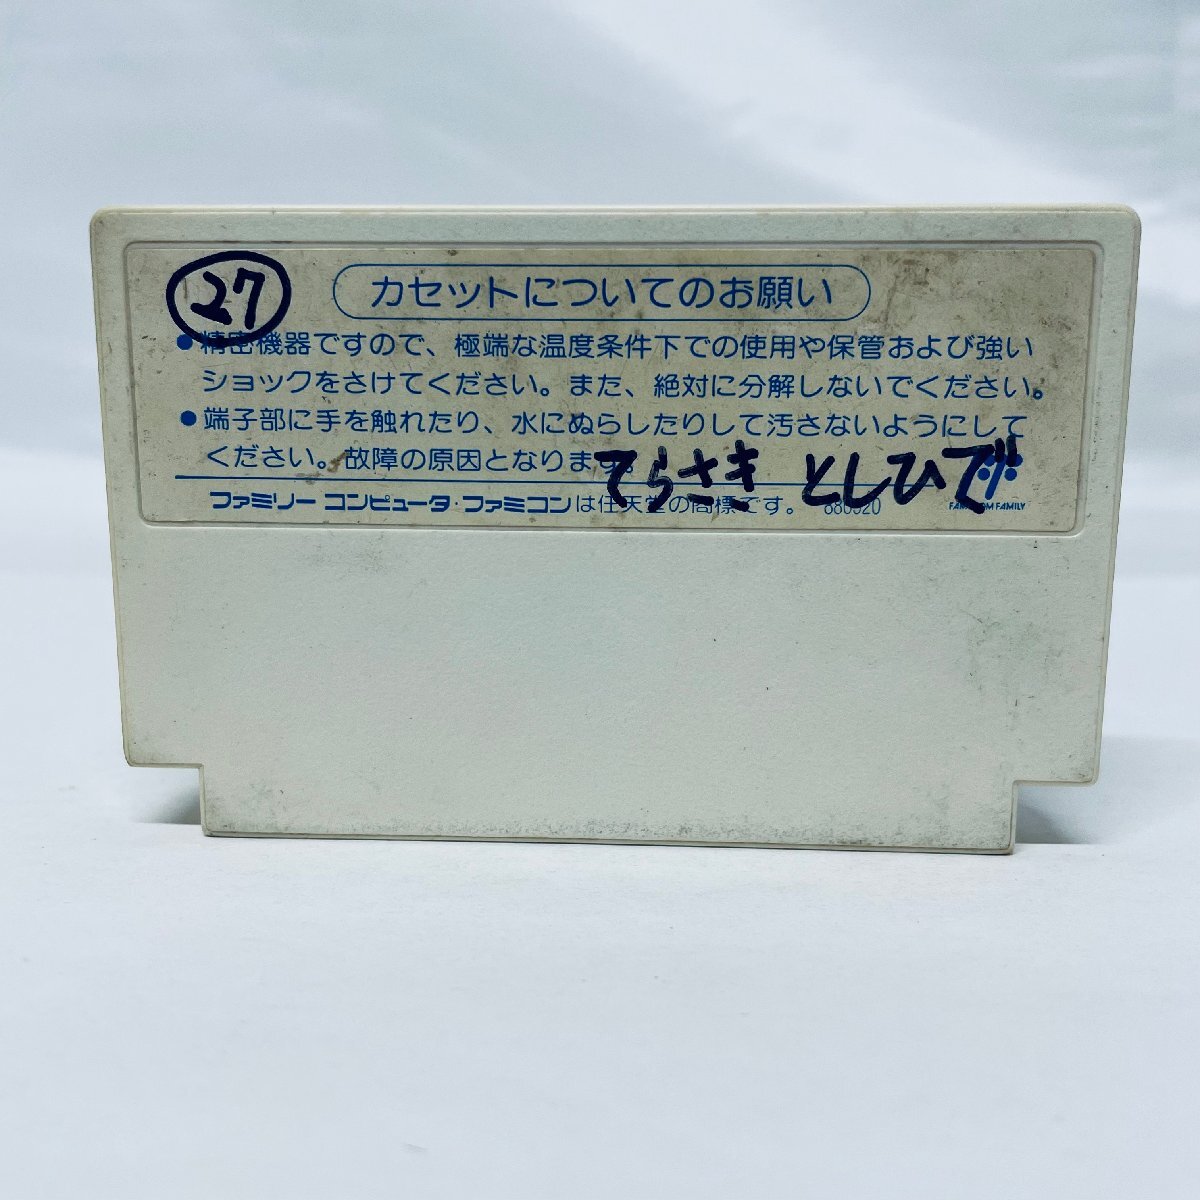 27
カセットについてのお願い
●精密機器ですので、極端な温度条件下での使用や保管および強い
ショックをさけてください。また、絶対に分解しないでください。
●端子部に手を触れたり、水にぬらしたりして汚さないようにして
ください。故障の原因となります。
てらさき としひで
ファミリー コンピュータ・ファミコンは任天堂の商標です。
FAMICOM FAMILY